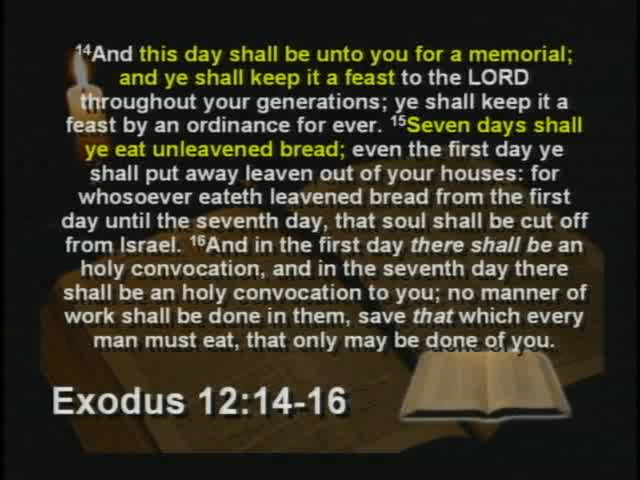 ¹⁴And this day shall be unto you for a memorial;
and ye shall keep it a feast to the LORD
throughout your generations; ye shall keep it a
feast by an ordinance for ever. ¹⁵Seven days shall
ye eat unleavened bread; even the first day ye
shall put away leaven out of your houses: for
whosoever eateth leavened bread from the first
day until the seventh day, that soul shall be cut off
from Israel. ¹⁶And in the first day there shall be an
holy convocation, and in the seventh day there
shall be an holy convocation to you; no manner of
work shall be done in them, save that which every
man must eat, that only may be done of you.
Exodus 12:14-16